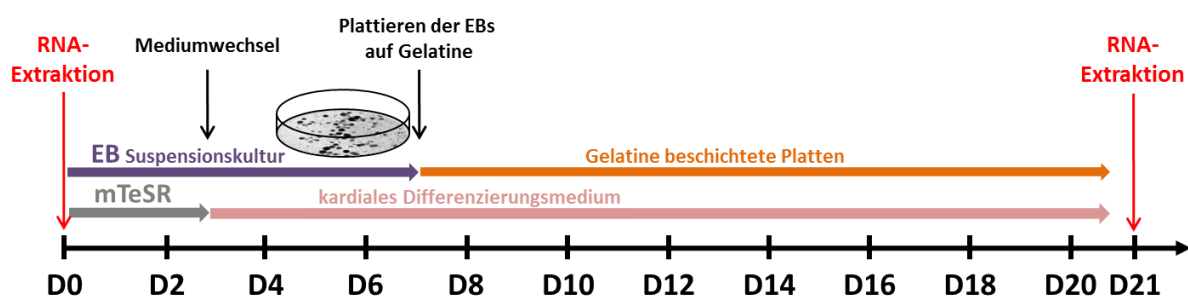 RNA-
Extraktion
Mediumwechsel
Plattieren der EBs
auf Gelatine
RNA-
Extraktion
EB Suspensionskultur
Gelatine beschichtete Platten
mTeSR
kardiales Differenzierungsmedium
D0 D2 D4 D6 D8 D10 D12 D14 D16 D18 D20 D21